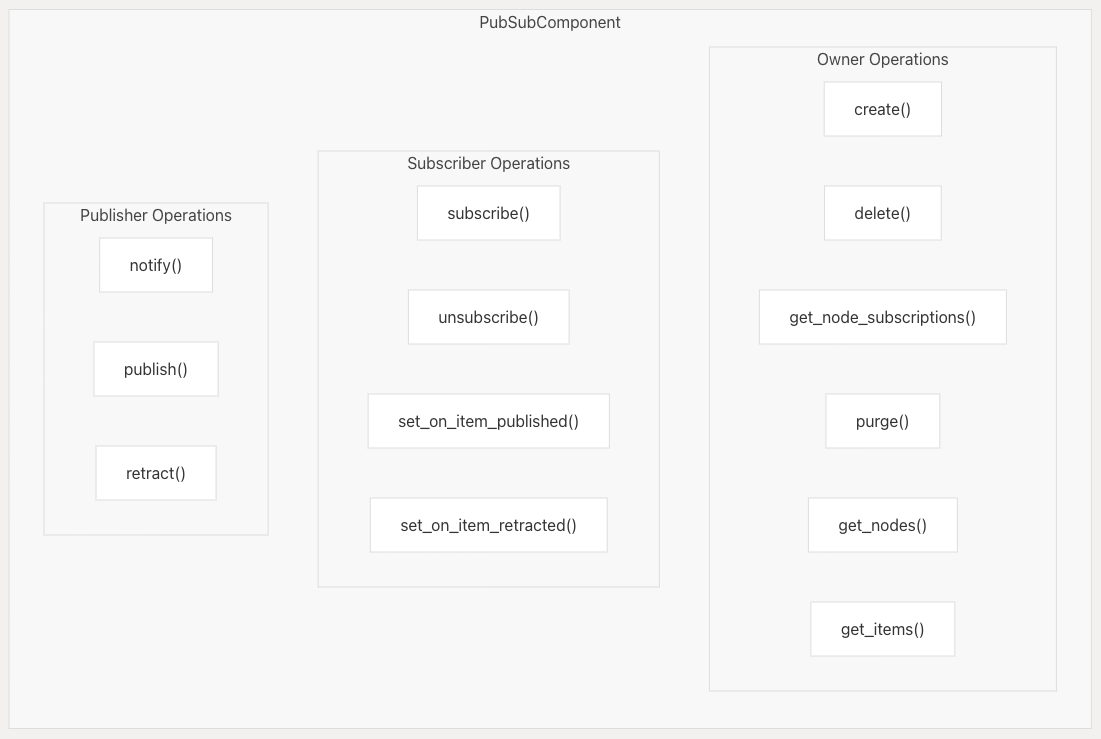 PubSubComponent
Publisher Operations
notify()
publish()
retract()
Subscriber Operations
subscribe()
unsubscribe()
set_on_item_published()
set_on_item_retracted()
Owner Operations
create()
delete()
get_node_subscriptions()
purge()
get_nodes()
get_items()